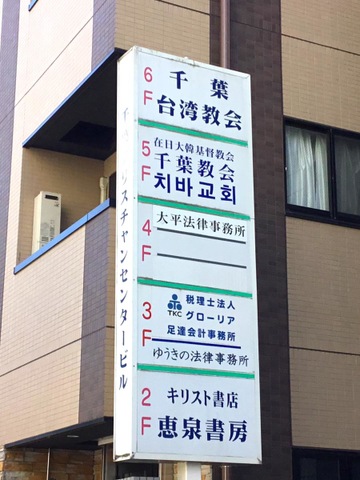 6F
千葉
台湾教会
5F
在日大韓基督教会
千葉教会
치바교회
4F
大平法律事務所
3F
税理士法人
TKC グローリア
足達会計事務所
ゆうきの法律事務所
2F
キリスト書店
恵泉書房
スチャンセンタービル